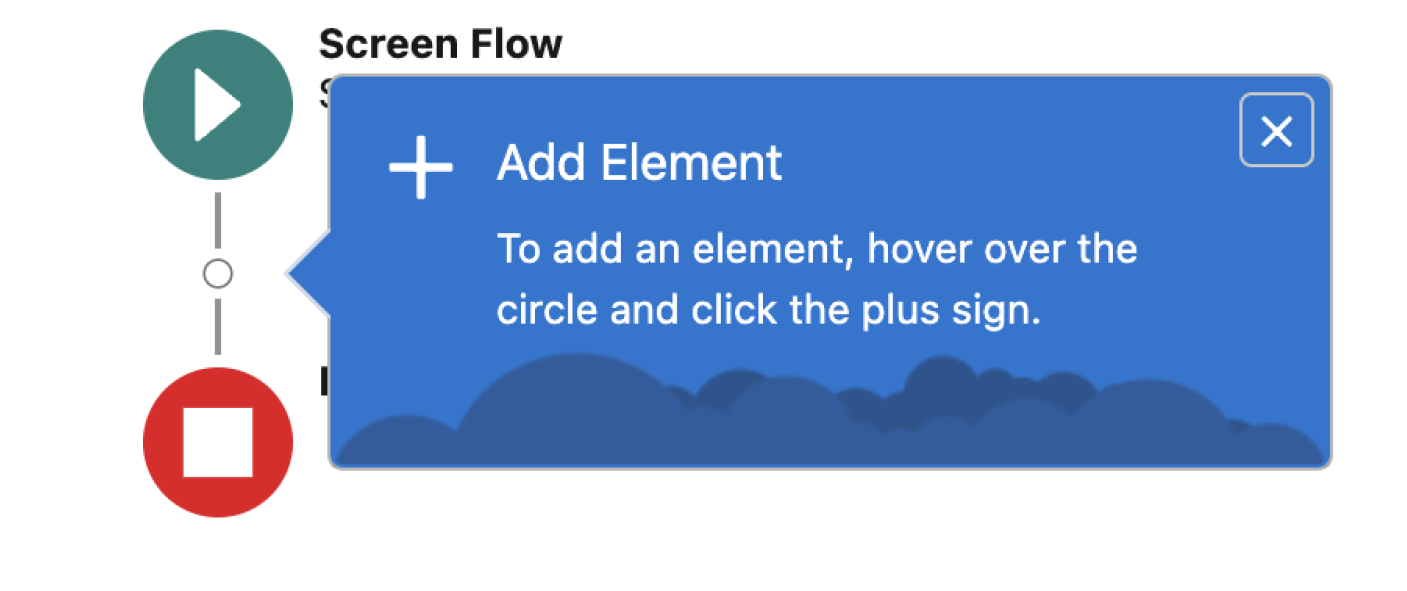 Screen Flow
Add Element
To add an element, hover over the
circle and click the plus sign.